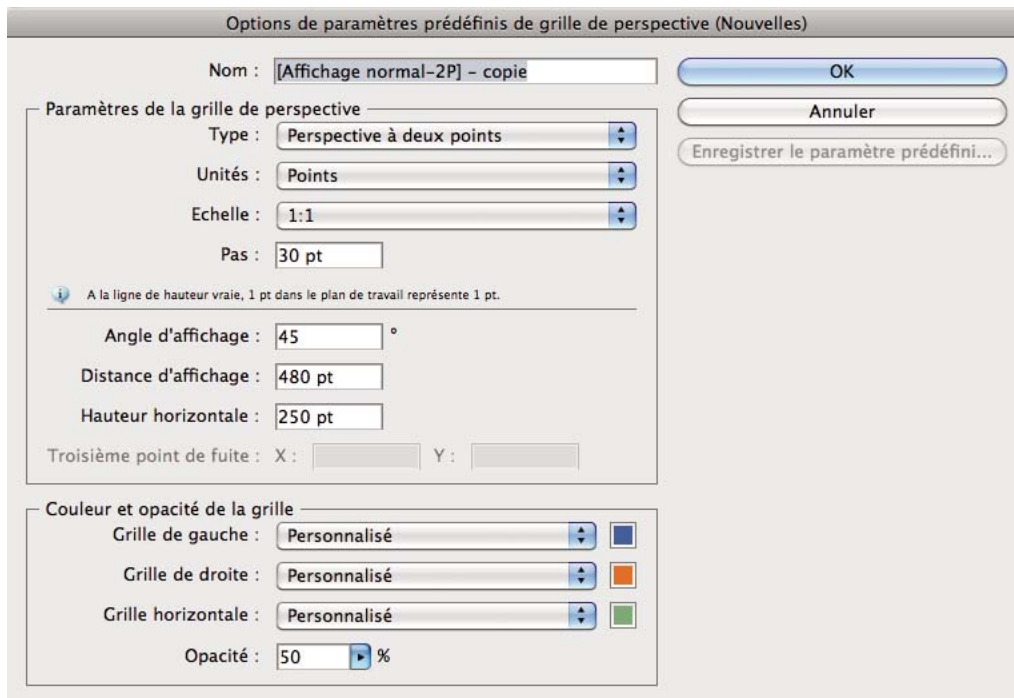 Options de paramètres prédéfinis de grille de perspective (Nouvelles)
Nom : [Affichage normal-2P] - copie
OK
Annuler
Enregistrer le paramètre prédéfini...
Paramètres de la grille de perspective
Type : Perspective à deux points
Unités : Points
Echelle : 1:1
Pas : 30 pt
A la ligne de hauteur vraie, 1 pt dans le plan de travail représente 1 pt.
Angle d'affichage : 45 °
Distance d'affichage : 480 pt
Hauteur horizontale : 250 pt
Troisième point de fuite : X : Y :
Couleur et opacité de la grille
Grille de gauche : Personnalisé
Grille de droite : Personnalisé
Grille horizontale : Personnalisé
Opacité : 50 %